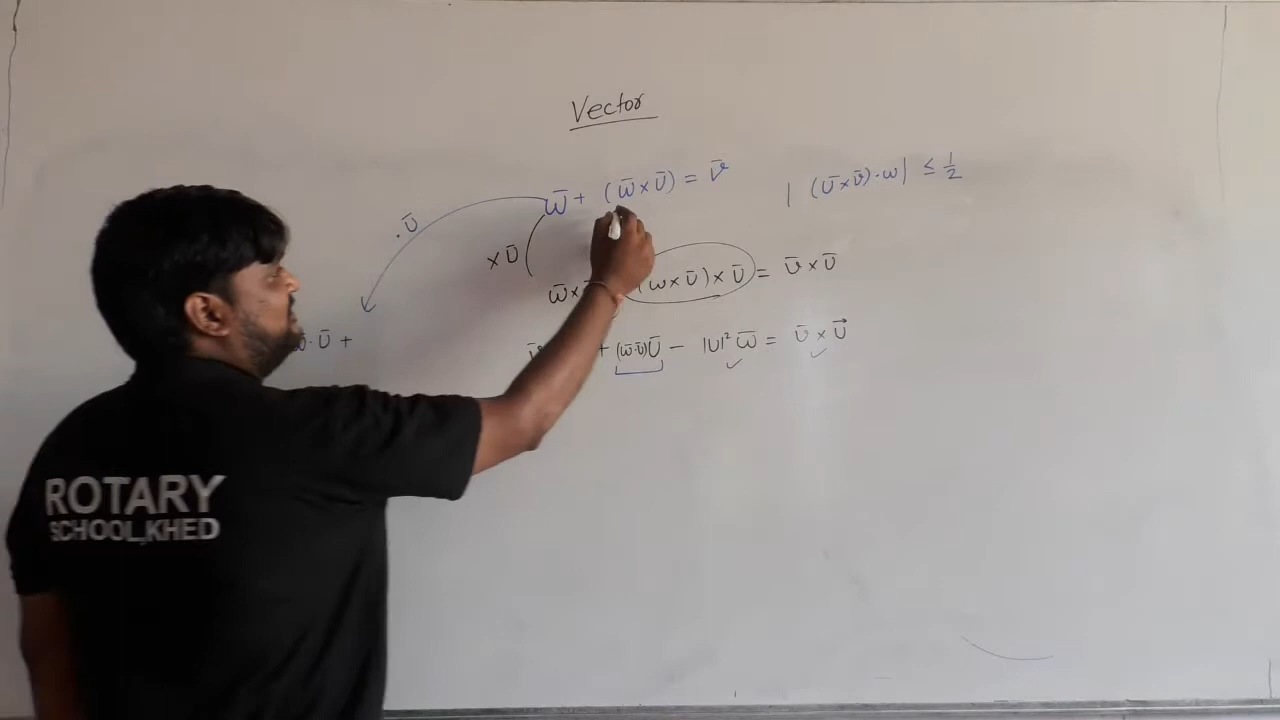 Vector
ω̄ + (ω̄ × Ū) = v̄
| (Ū × v̄) · ω | ≤ 1/2
· Ū
× Ū
ω̄ × (ω × Ū) × Ū = v̄ × Ū
· Ū +
+ (ω̄·Ū)Ū − |U|² ω̄ = v̄ × U⃗
ROTARY
SCHOOL,KHED